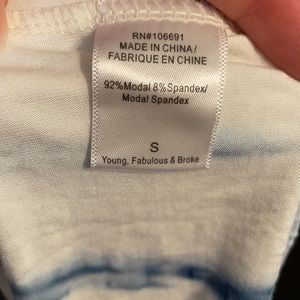 RN#106691
MADE IN CHINA/
FABRIQUE EN CHINE
92%Modal 8%Spandex/
Modal Spandex
S
Young, Fabulous & Broke